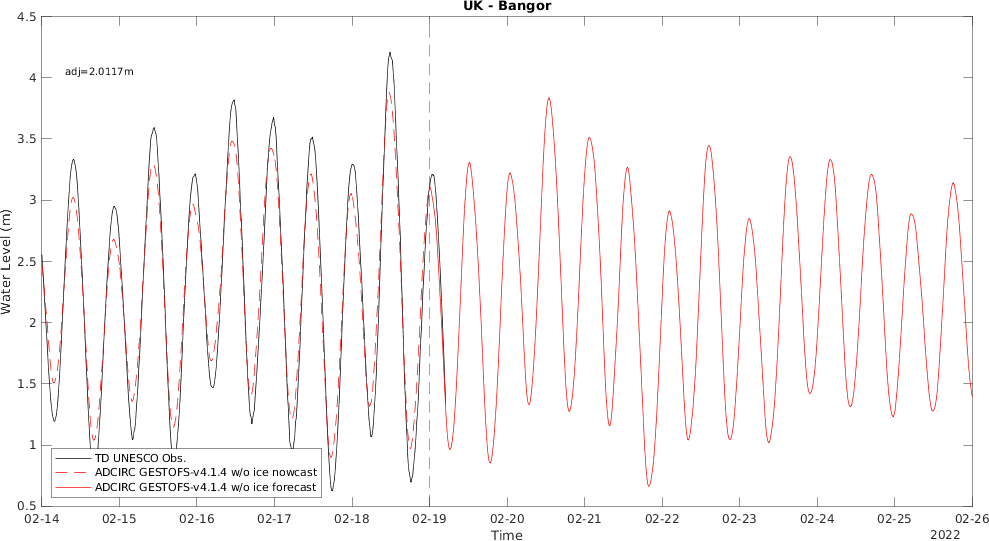 UK - Bangor
4.5
4
3.5
3
2.5
2
1.5
1
0.5
Water Level (m)
adj=2.0117m
TD UNESCO Obs.
ADCIRC GESTOFS-v4.1.4 w/o ice nowcast
ADCIRC GESTOFS-v4.1.4 w/o ice forecast
02-14 02-15 02-16 02-17 02-18 02-19 02-20 02-21 02-22 02-23 02-24 02-25 02-26
Time
2022